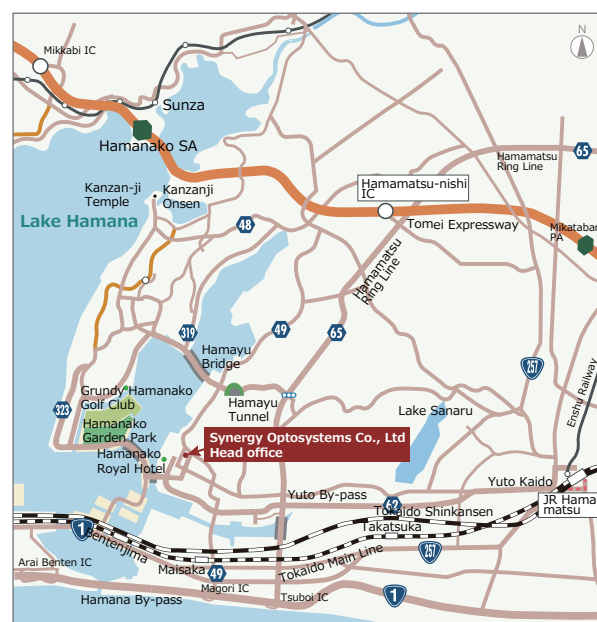 N
Mikkabi IC
Sunza
Hamanako SA
65
Hamamatsu
Ring Line
Kanzan-ji
Temple
Kanzanji
Onsen
Hamamatsu-nishi
IC
Lake Hamana
48
Tomei Expressway
Mikataba
PA
Hamamatsu
Ring Line
319
49
65
Hamayu
Bridge
257
Grundy Hamanako
Golf Club
323
Hamayu
Tunnel
Lake Sanaru
Enshu Railway
Hamanako
Garden Park
Synergy Optosystems Co., Ltd
Head office
Hamanako
Royal Hotel
Yuto Kaido
Yuto By-pass
62
JR Hama
matsu
Tokaido Shinkansen
1
Bentenjima
Takatsuka
257
Arai Benten IC
Maisaka
49
Tokaido Main Line
Magori IC
Hamana By-pass
Tsuboi IC
1